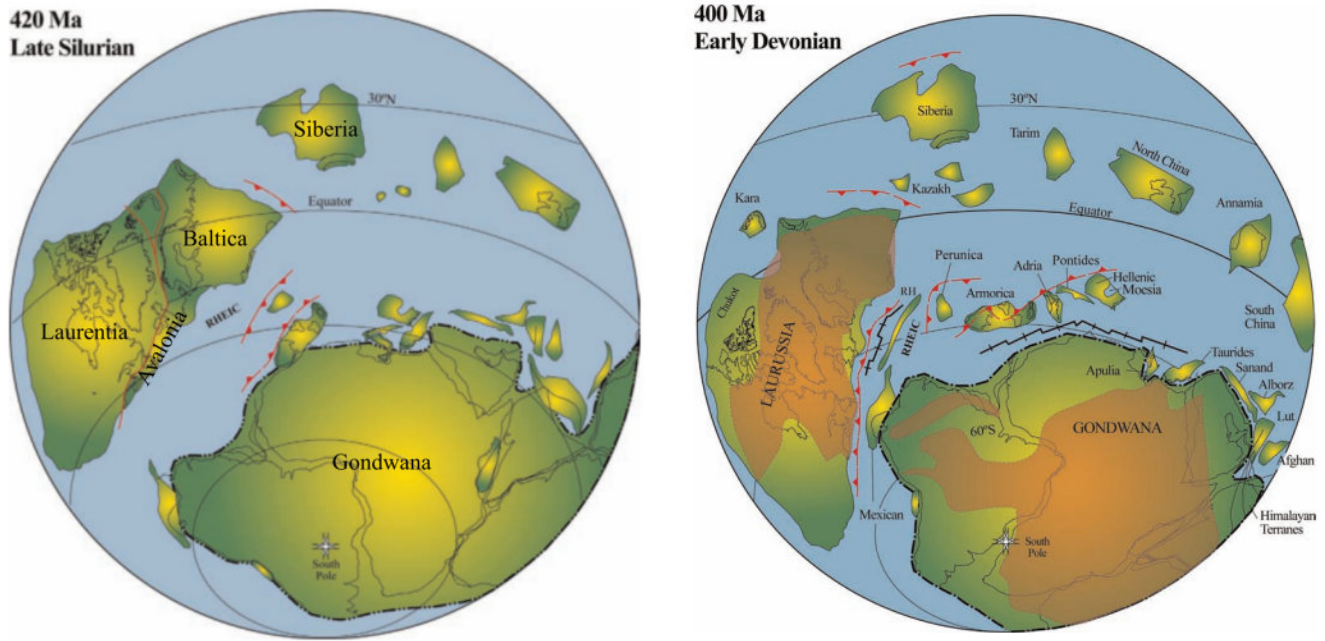 420 Ma
Late Silurian
30°N
Siberia
Equator
Baltica
RHEIC
Laurentia
Avalonia
Gondwana
South
Pole
400 Ma
Early Devonian
30°N
Siberia
Tarim
North China
Kazakh
Kara
Equator
Annamia
Perunica
Pontides
Adria
Hellenic
Moesia
Armorica
RH
Chukot
RHEIC
South
China
LAURUSSIA
Taurides
Apulia
Sanand
Alborz
60°S
GONDWANA
Lut
Afghan
Mexican
Himalayan
Terranes
South
Pole